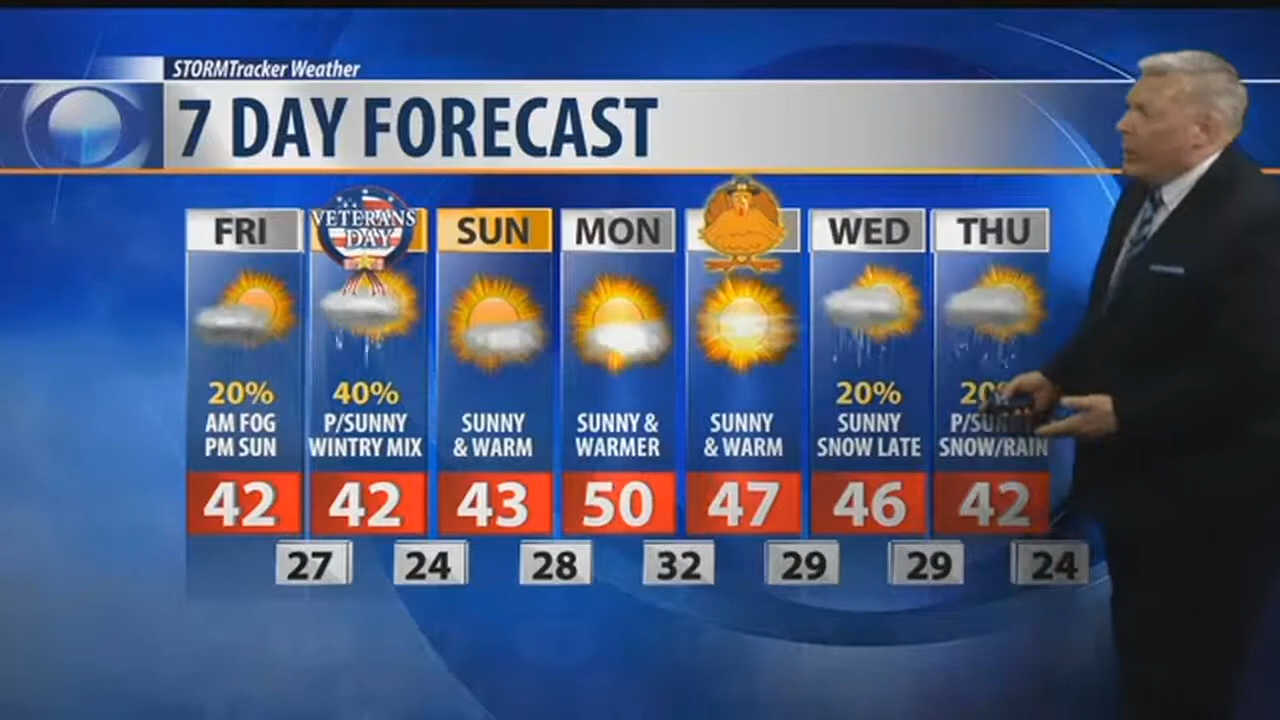 STORMTracker Weather
7 DAY FORECAST
FRI
VETERANS
DAY
SUN
MON
WED
THU
20%
40%
20%
AM FOG
PM SUN
P/SUNNY
WINTRY MIX
SUNNY
& WARM
SUNNY &
WARMER
SUNNY
& WARM
SUNNY
SNOW LATE
SNOW/RAIN
42
42
43
50
47
46
42
27
24
28
32
29
29
24